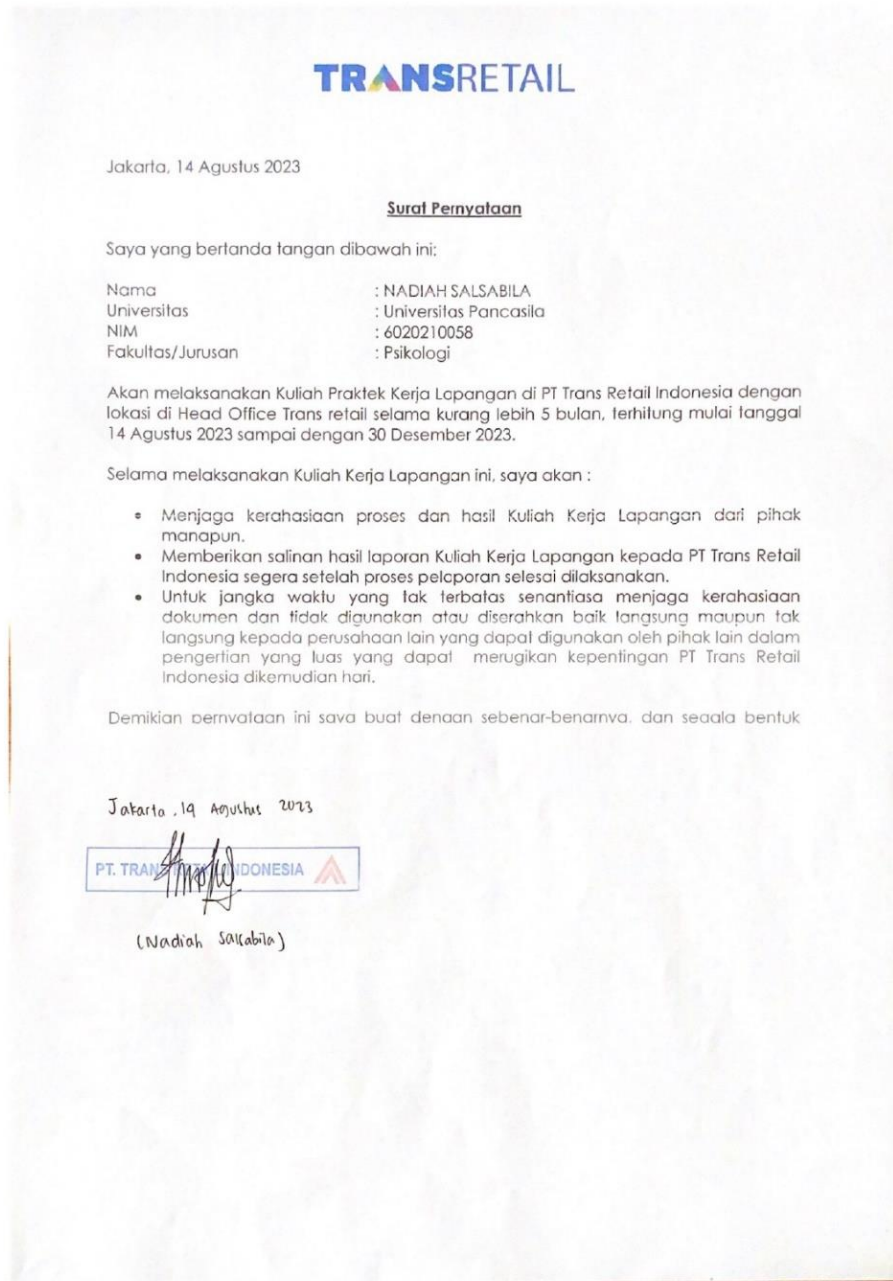 TRANSRETAIL
Jakarta, 14 Agustus 2023
Surat Pernyataan
Saya yang bertanda tangan dibawah ini:
Nama : NADIAH SALSABILA
Universitas : Universitas Pancasila
NIM : 6020210058
Fakultas/Jurusan : Psikologi
Akan melaksanakan Kuliah Praktek Kerja Lapangan di PT Trans Retail Indonesia dengan
lokasi di Head Office Trans retail selama kurang lebih 5 bulan, terhitung mulai tanggal
14 Agustus 2023 sampai dengan 30 Desember 2023.
Selama melaksanakan Kuliah Kerja Lapangan ini, saya akan :
• Menjaga kerahasiaan proses dan hasil Kuliah Kerja Lapangan dari pihak
manapun.
• Memberikan salinan hasil laporan Kuliah Kerja Lapangan kepada PT Trans Retail
Indonesia segera setelah proses pelaporan selesai dilaksanakan.
• Untuk jangka waktu yang tak terbatas senantiasa menjaga kerahasiaan
dokumen dan tidak digunakan atau diserahkan baik langsung maupun tak
langsung kepada perusahaan lain yang dapat digunakan oleh pihak lain dalam
pengertian yang luas yang dapat merugikan kepentingan PT Trans Retail
Indonesia dikemudian hari.
Demikian pernyataan ini saya buat dengan sebenar-benarnya, dan segala bentuk
Jakarta, 14 Agustus 2023
PT. TRANS INDONESIA
(Nadiah Salsabila)